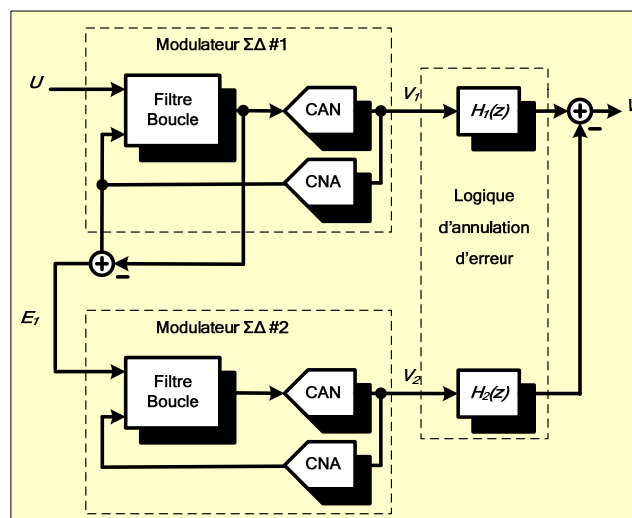 Modulateur ΣΔ #1
U
Filtre
Boucle
CAN
CNA
V1
H1(z)
V
Logique
d'annulation
d'erreur
E1
Modulateur ΣΔ #2
Filtre
Boucle
CAN
CNA
V2
H2(z)